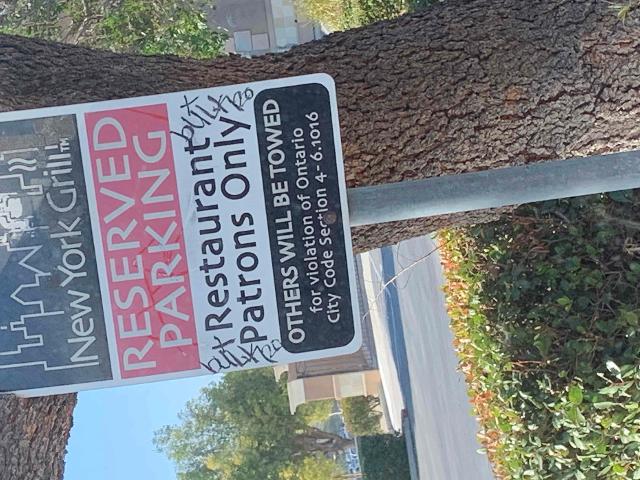 New York Grill™
RESERVED
PARKING
Restaurant
Patrons Only
OTHERS WILL BE TOWED
for violation of Ontario
City Code Section 4-6.1016